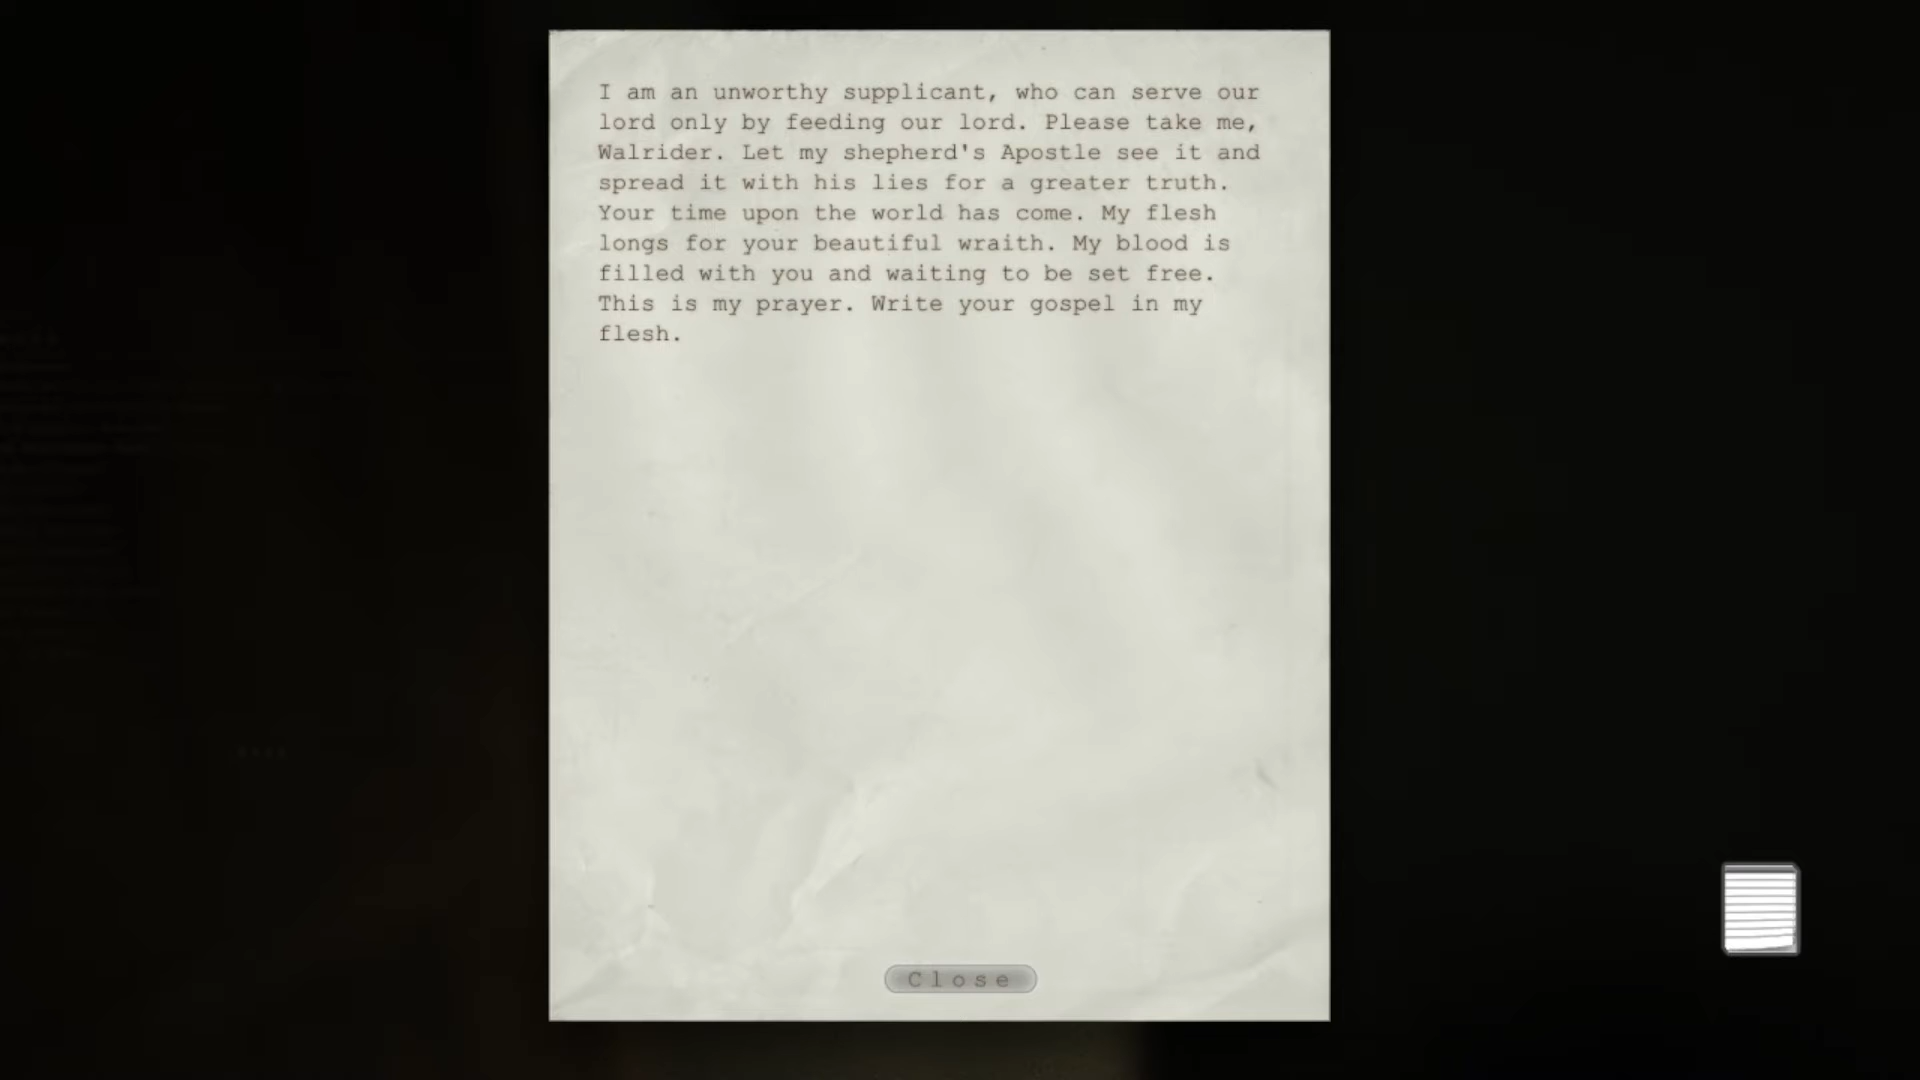 I am an unworthy supplicant, who can serve our
lord only by feeding our lord. Please take me,
Walrider. Let my shepherd's Apostle see it and
spread it with his lies for a greater truth.
Your time upon the world has come. My flesh
longs for your beautiful wraith. My blood is
filled with you and waiting to be set free.
This is my prayer. Write your gospel in my
flesh.
Close